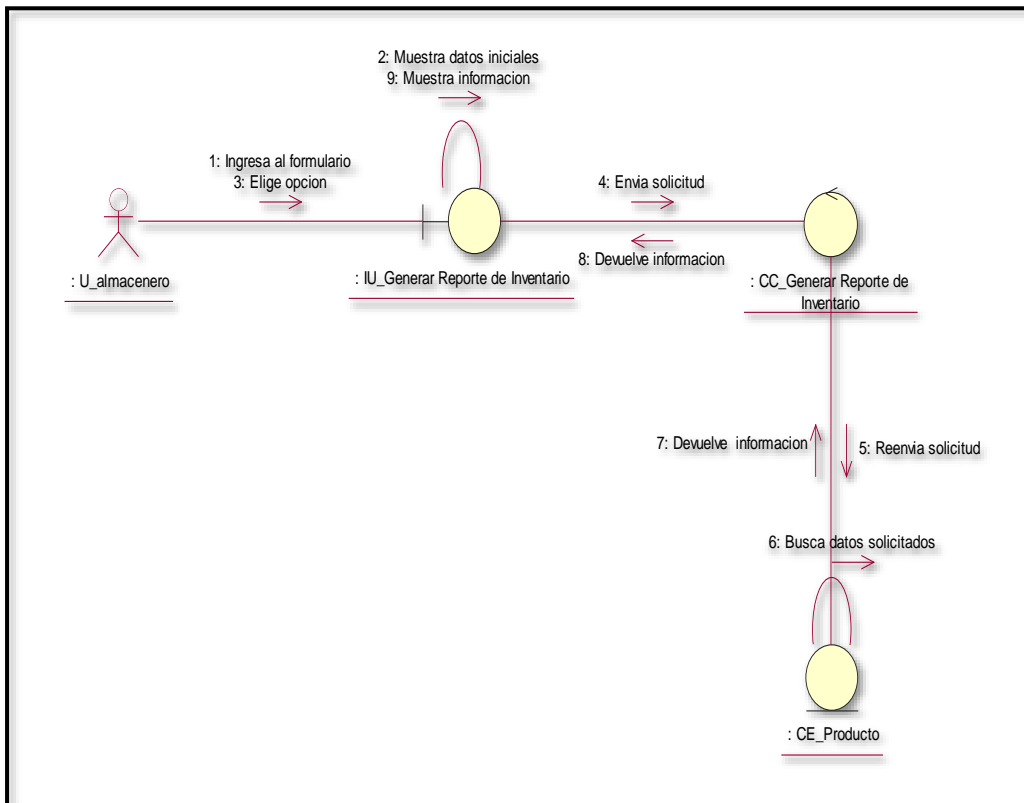 2: Muestra datos iniciales
9: Muestra informacion
1: Ingresa al formulario
3: Elige opcion
4: Envia solicitud
8: Devuelve informacion
: U_almacenero
: IU_Generar Reporte de Inventario
: CC_Generar Reporte de
Inventario
7: Devuelve informacion
5: Reenvia solicitud
6: Busca datos solicitados
: CE_Producto